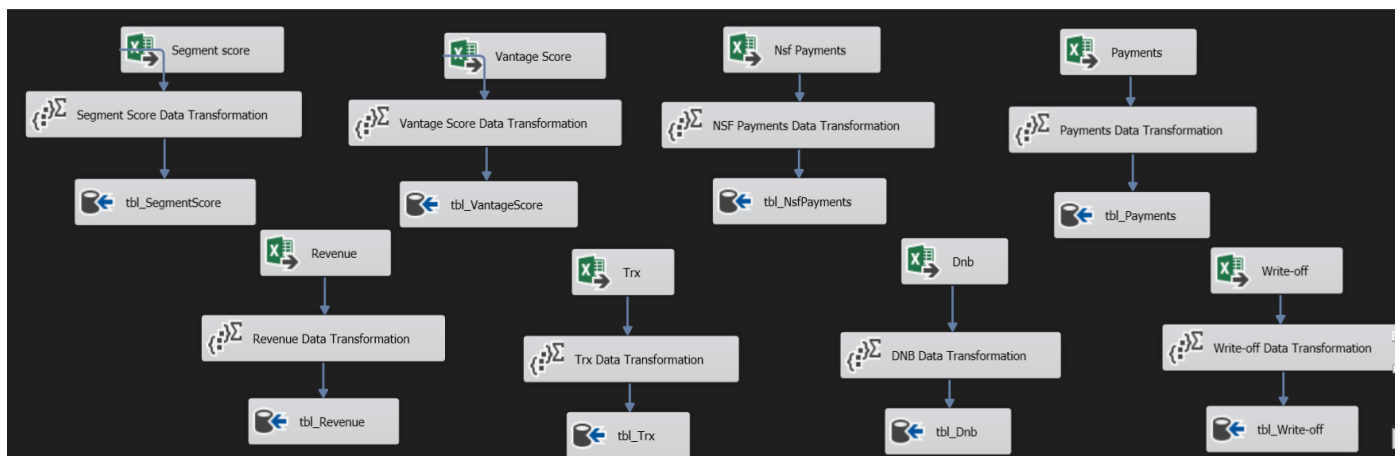 Segment score
Vantage Score
Nsf Payments
Payments
Segment Score Data Transformation
Vantage Score Data Transformation
NSF Payments Data Transformation
Payments Data Transformation
tbl_SegmentScore
tbl_VantageScore
tbl_NsfPayments
tbl_Payments
Revenue
Trx
Dnb
Write-off
Revenue Data Transformation
Trx Data Transformation
DNB Data Transformation
Write-off Data Transformation
tbl_Revenue
tbl_Trx
tbl_Dnb
tbl_Write-off